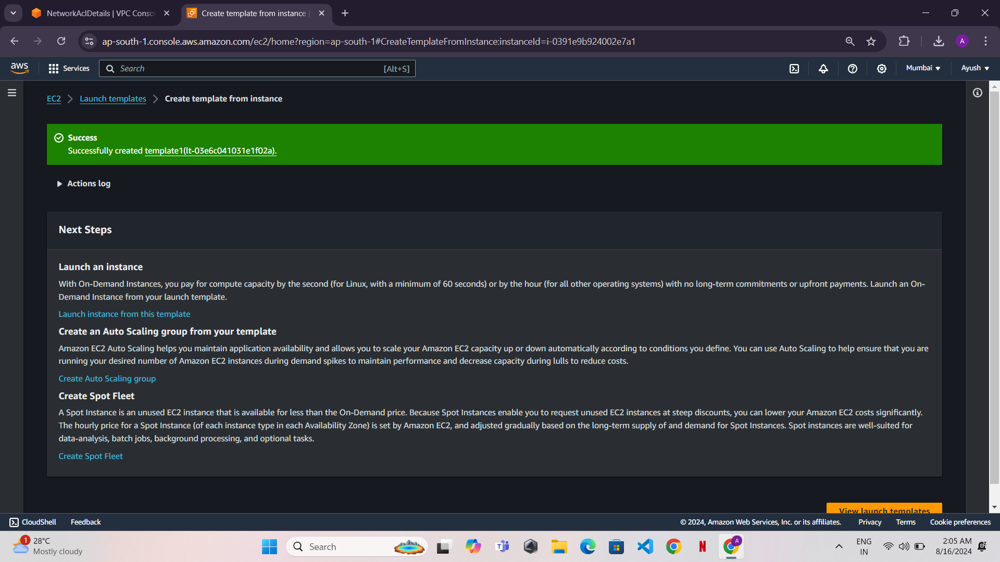 NetworkAclDetails | VPC Conso
Create template from instance |
ap-south-1.console.aws.amazon.com/ec2/home?region=ap-south-1#CreateTemplateFromInstance:instanceId=i-0391e9b924002e7a1
A
aws
Services
Search
[Alt+S]
Mumbai
Ayush
EC2
Launch templates
Create template from instance
Success
Successfully created template1(lt-03e6c041031e1f02a).
Actions log
Next Steps
Launch an instance
With On-Demand Instances, you pay for compute capacity by the second (for Linux, with a minimum of 60 seconds) or by the hour (for all other operating systems) with no long-term commitments or upfront payments. Launch an On-
Demand Instance from your launch template.
Launch instance from this template
Create an Auto Scaling group from your template
Amazon EC2 Auto Scaling helps you maintain application availability and allows you to scale your Amazon EC2 capacity up or down automatically according to conditions you define. You can use Auto Scaling to help ensure that you are
running your desired number of Amazon EC2 instances during demand spikes to maintain performance and decrease capacity during lulls to reduce costs.
Create Auto Scaling group
Create Spot Fleet
A Spot Instance is an unused EC2 instance that is available for less than the On-Demand price. Because Spot Instances enable you to request unused EC2 instances at steep discounts, you can lower your Amazon EC2 costs significantly.
The hourly price for a Spot Instance (of each instance type in each Availability Zone) is set by Amazon EC2, and adjusted gradually based on the long-term supply of and demand for Spot Instances. Spot instances are well-suited for
data-analysis, batch jobs, background processing, and optional tasks.
Create Spot Fleet
View launch templates
CloudShell
Feedback
© 2024, Amazon Web Services, Inc. or its affiliates.
Privacy
Terms
Cookie preferences
1
28°C
Mostly cloudy
Search
N
A
ENG
IN
2:05 AM
8/16/2024